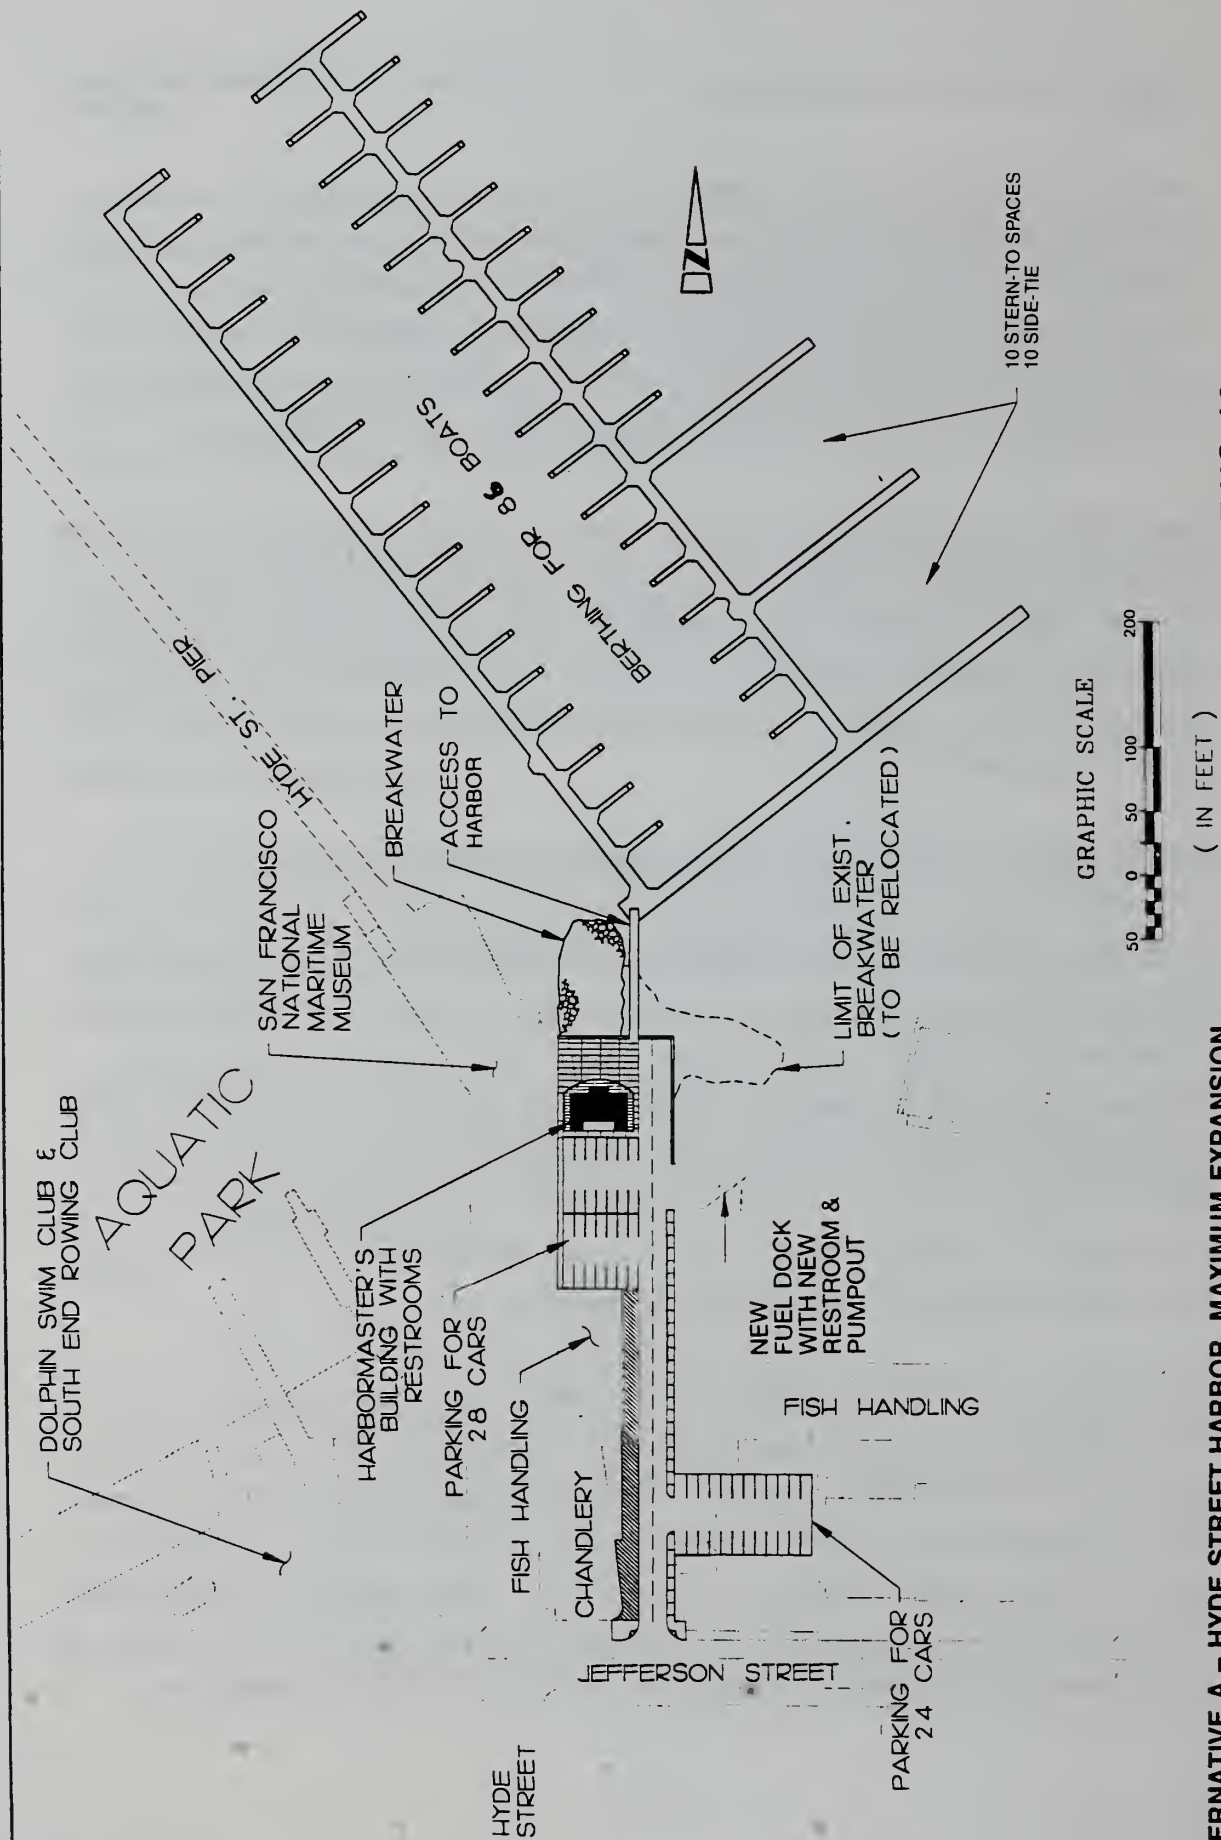 DOLPHIN SWIM CLUB &
SOUTH END ROWING CLUB
AQUATIC
PARK
SAN FRANCISCO
NATIONAL
MARITIME
MUSEUM
HYDE ST. PIER
BREAKWATER
ACCESS TO
HARBOR
BERTHING FOR 86 BOATS
N
10 STERN-TO SPACES
10 SIDE-TIE
HARBORMASTER'S
BUILDING WITH
RESTROOMS
PARKING FOR
28 CARS
FISH HANDLING
CHANDLERY
HYDE
STREET
JEFFERSON STREET
LIMIT OF EXIST.
BREAKWATER
(TO BE RELOCATED)
NEW
FUEL DOCK
WITH NEW
RESTROOM &
PUMPOUT
FISH HANDLING
PARKING FOR
24 CARS
GRAPHIC SCALE
50 0 50 100 200
( IN FEET )
ERNATIVE A – HYDE STREET HARBOR, MAXIMUM EXPANSION